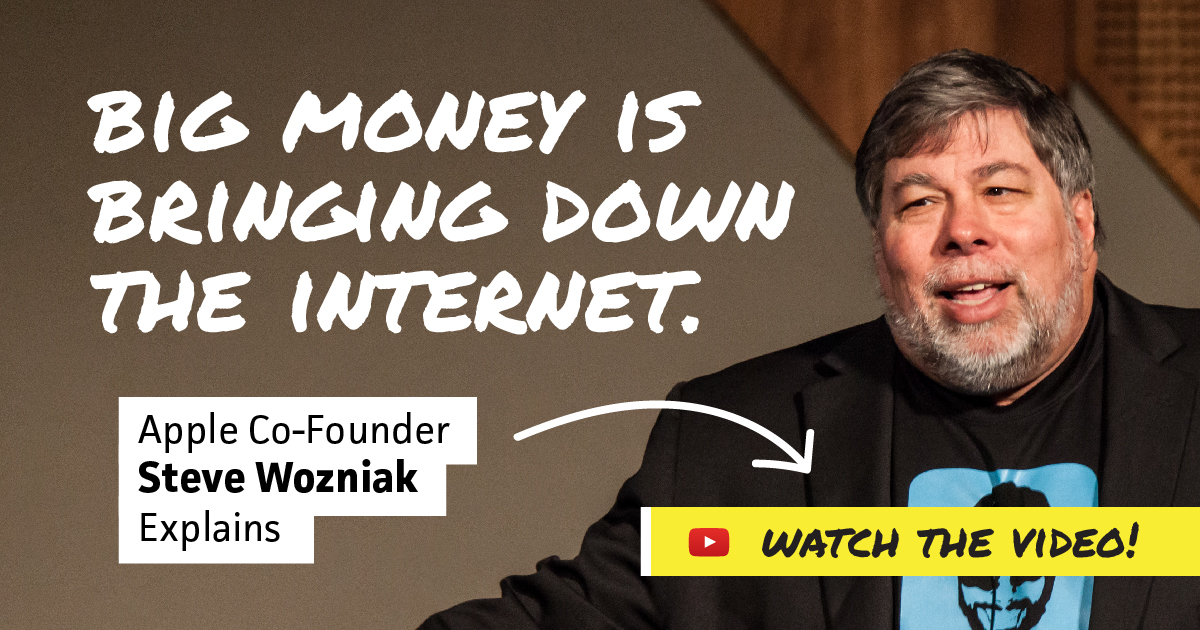 BIG MONEY IS
BRINGING DOWN
THE INTERNET.
Apple Co-Founder
Steve Wozniak
Explains
WATCH THE VIDEO!